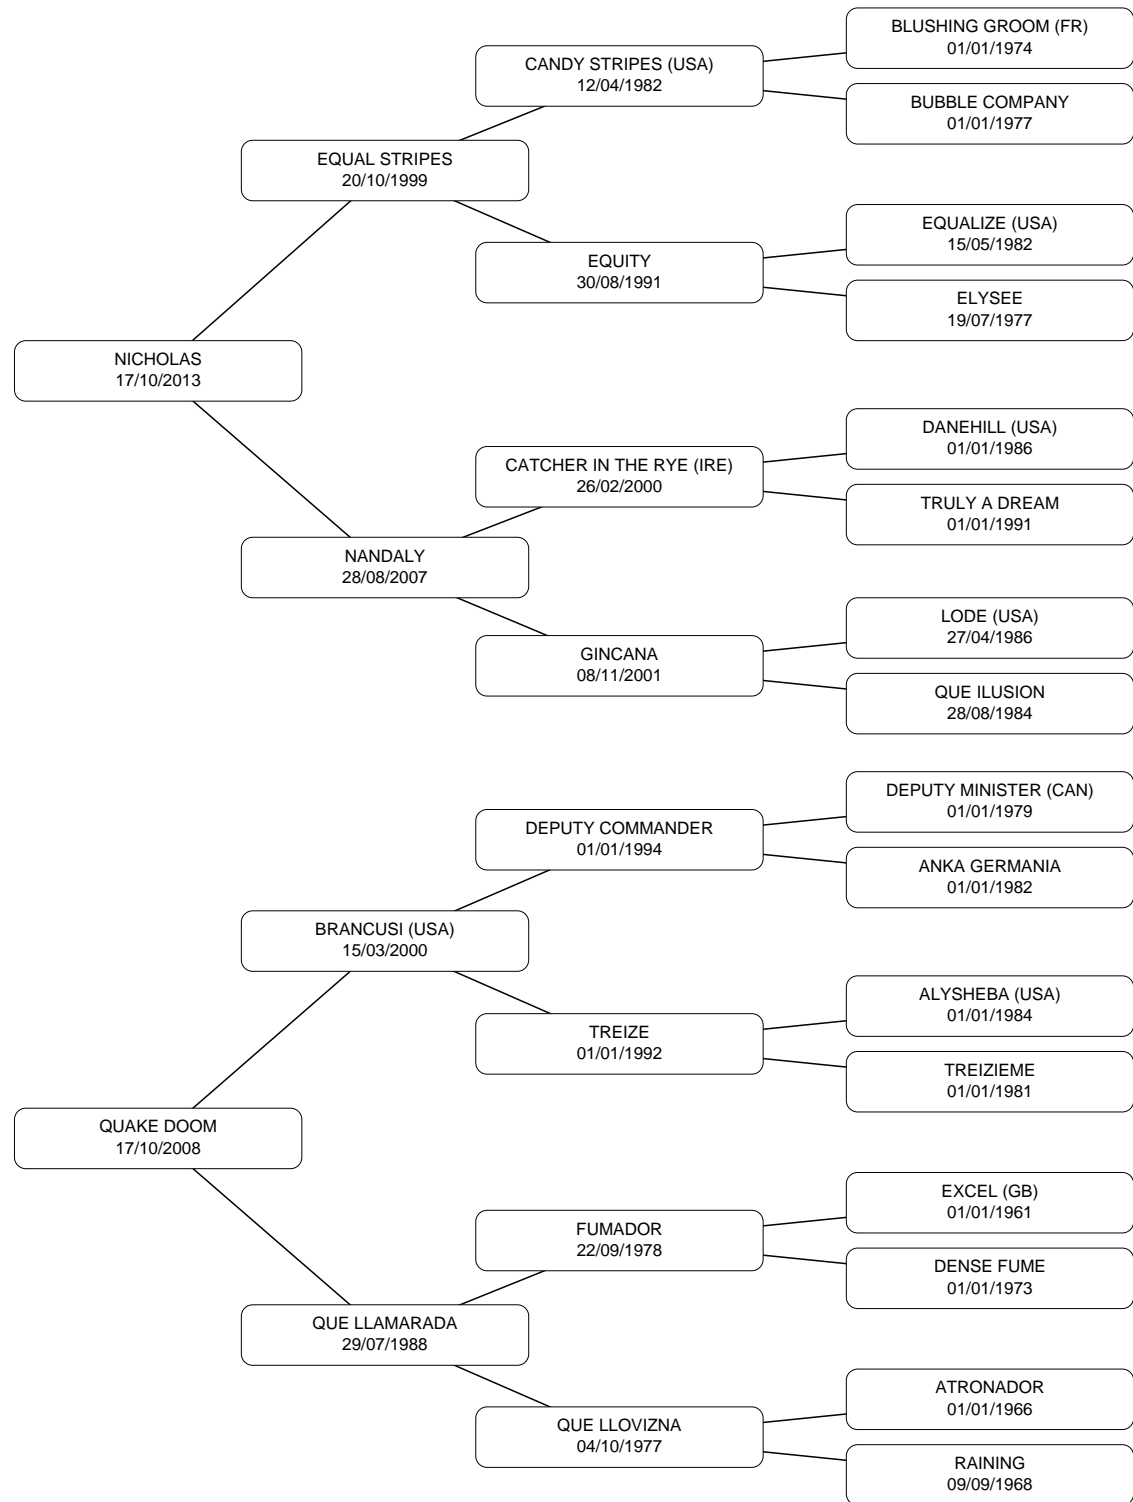 BLUSHING GROOM (FR)
01/01/1974
CANDY STRIPES (USA)
12/04/1982
BUBBLE COMPANY
01/01/1977
EQUAL STRIPES
20/10/1999
EQUALIZE (USA)
15/05/1982
EQUITY
30/08/1991
ELYSEE
19/07/1977
NICHOLAS
17/10/2013
DANEHILL (USA)
01/01/1986
CATCHER IN THE RYE (IRE)
26/02/2000
TRULY A DREAM
01/01/1991
NANDALY
28/08/2007
LODE (USA)
27/04/1986
GINCANA
08/11/2001
QUE ILUSION
28/08/1984
DEPUTY MINISTER (CAN)
01/01/1979
DEPUTY COMMANDER
01/01/1994
ANKA GERMANIA
01/01/1982
BRANCUSI (USA)
15/03/2000
ALYSHEBA (USA)
01/01/1984
TREIZE
01/01/1992
TREIZIEME
01/01/1981
QUAKE DOOM
17/10/2008
EXCEL (GB)
01/01/1961
FUMADOR
22/09/1978
DENSE FUME
01/01/1973
QUE LLAMARADA
29/07/1988
ATRONADOR
01/01/1966
QUE LLOVIZNA
04/10/1977
RAINING
09/09/1968